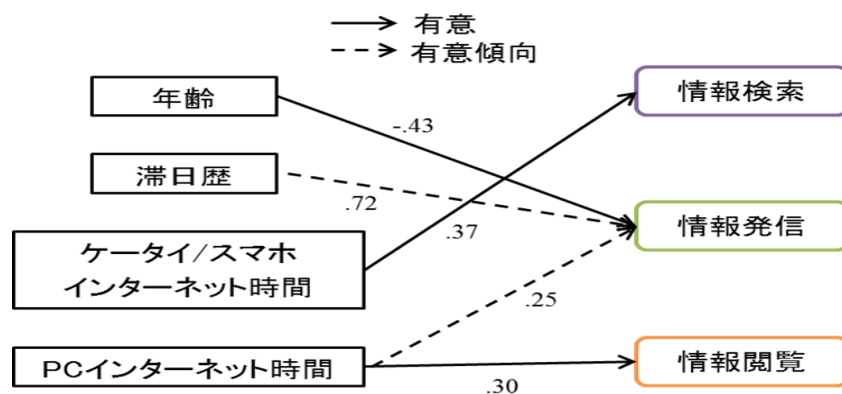 有意
有意傾向
年齢
情報検索
-.43
滞日歴
.72
情報発信
.37
ケータイ/スマホ
インターネット時間
.25
PCインターネット時間
情報閲覧
.30